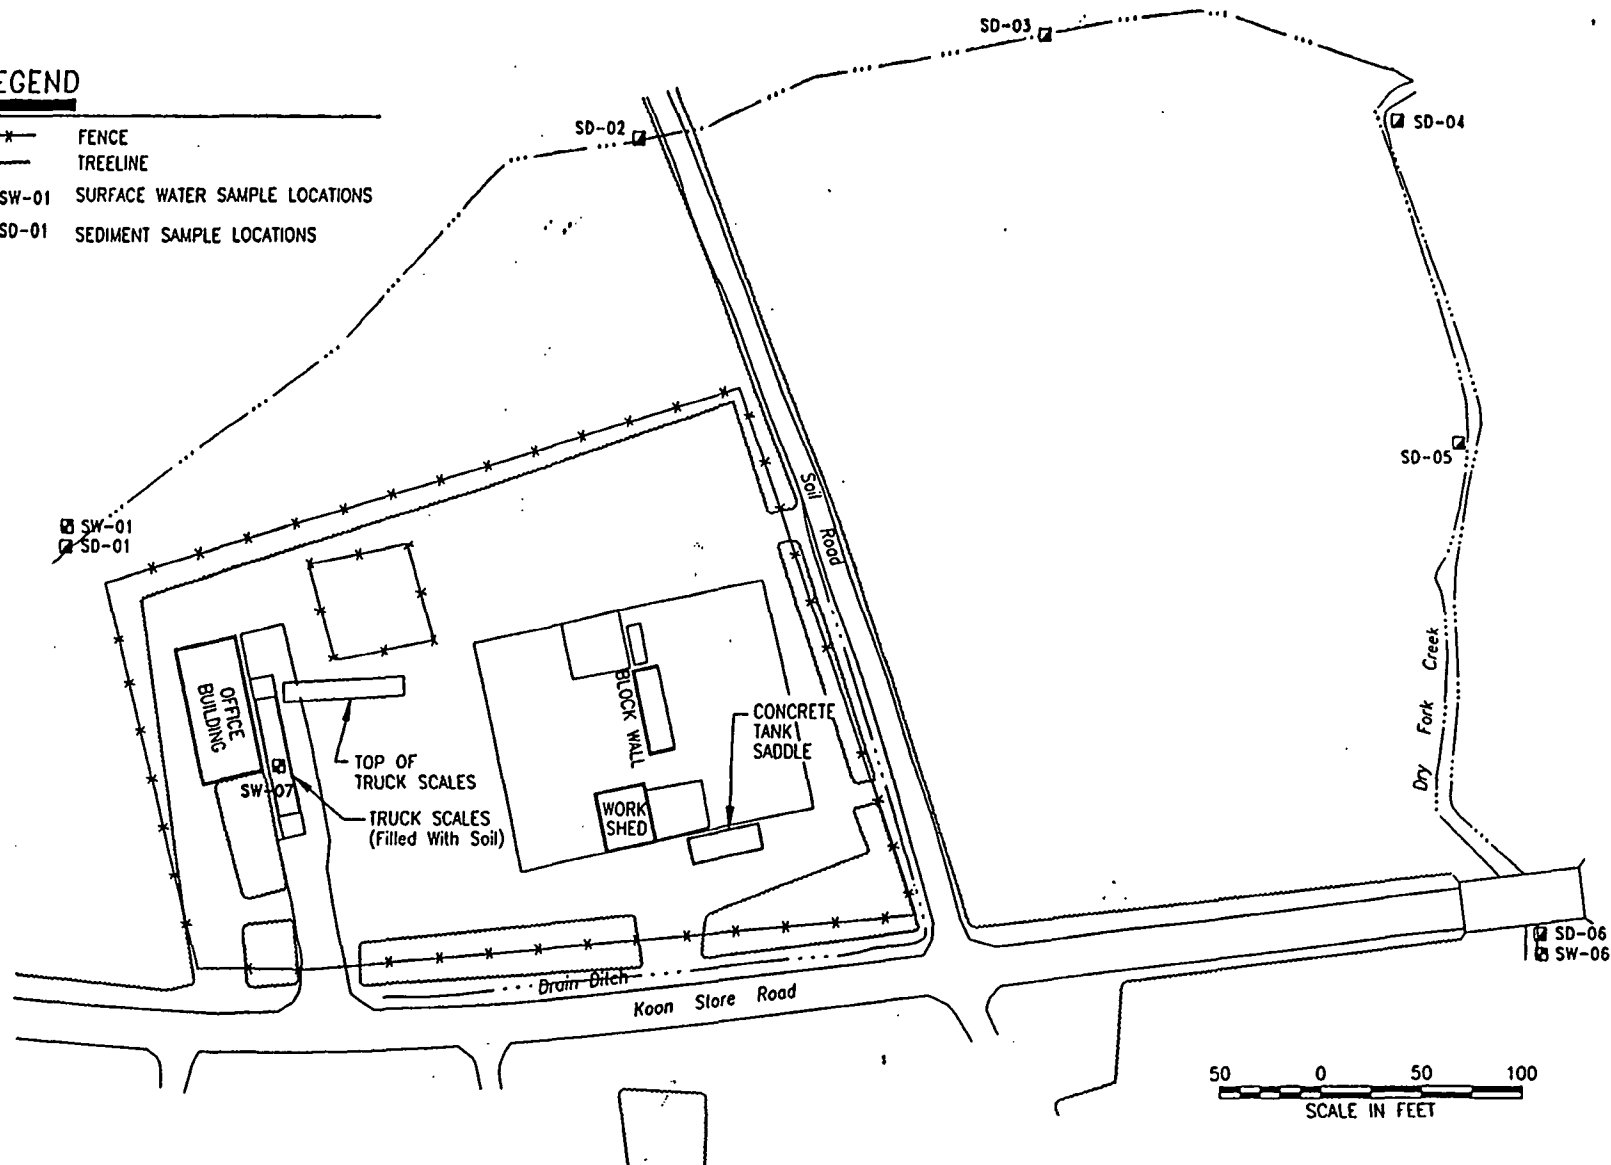 EGEND
FENCE
TREELINE
SW-01 SURFACE WATER SAMPLE LOCATIONS
SD-01 SEDIMENT SAMPLE LOCATIONS
SD-03
SD-02
SD-04
SD-05
SW-01
SD-01
Soil
Road
Dry Fork Creek
OFFICE
BUILDING
BLOCK WALL
CONCRETE
TANK
SADDLE
TOP OF
TRUCK SCALES
SW-07
TRUCK SCALES
(Filled With Soil)
WORK
SHED
SD-06
SW-06
Drain Ditch
Koon Store Road
50 0 50 100
SCALE IN FEET